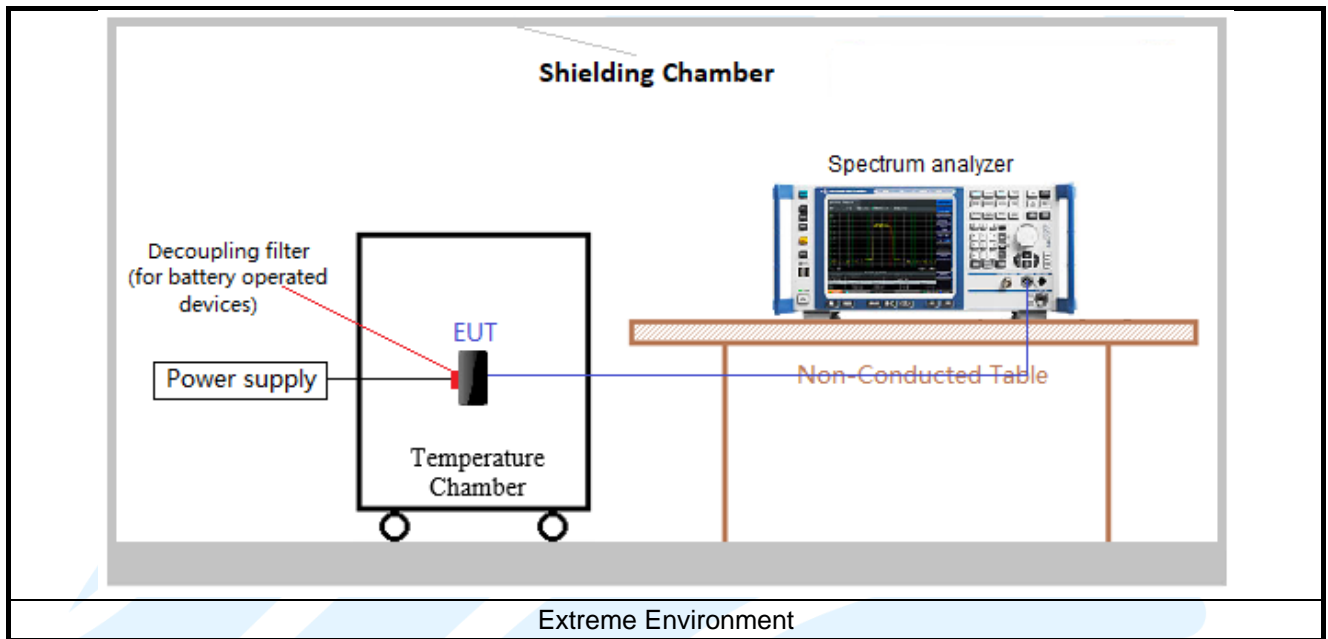 Shielding Chamber
Spectrum analyzer
Decoupling filter
(for battery operated
devices)
EUT
Power supply
Non-Conducted Table
Temperature
Chamber
Extreme Environment